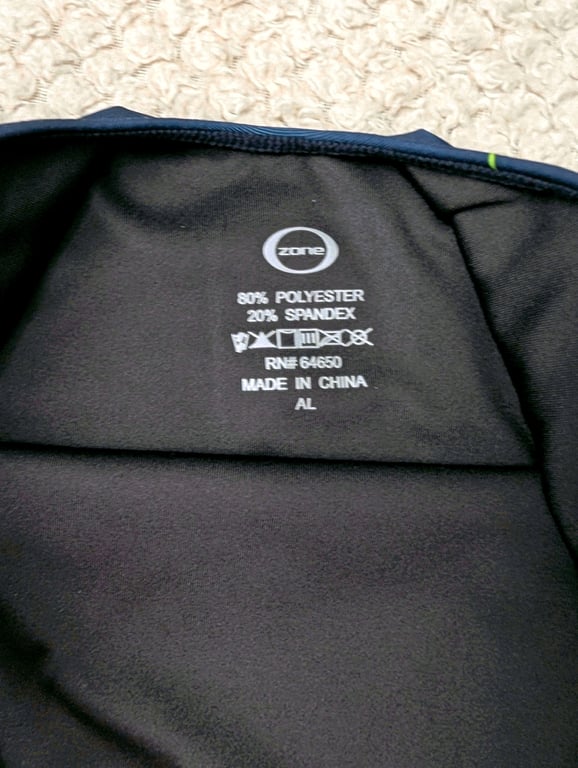 zone
80% POLYESTER
20% SPANDEX
RN# 64650
MADE IN CHINA
AL